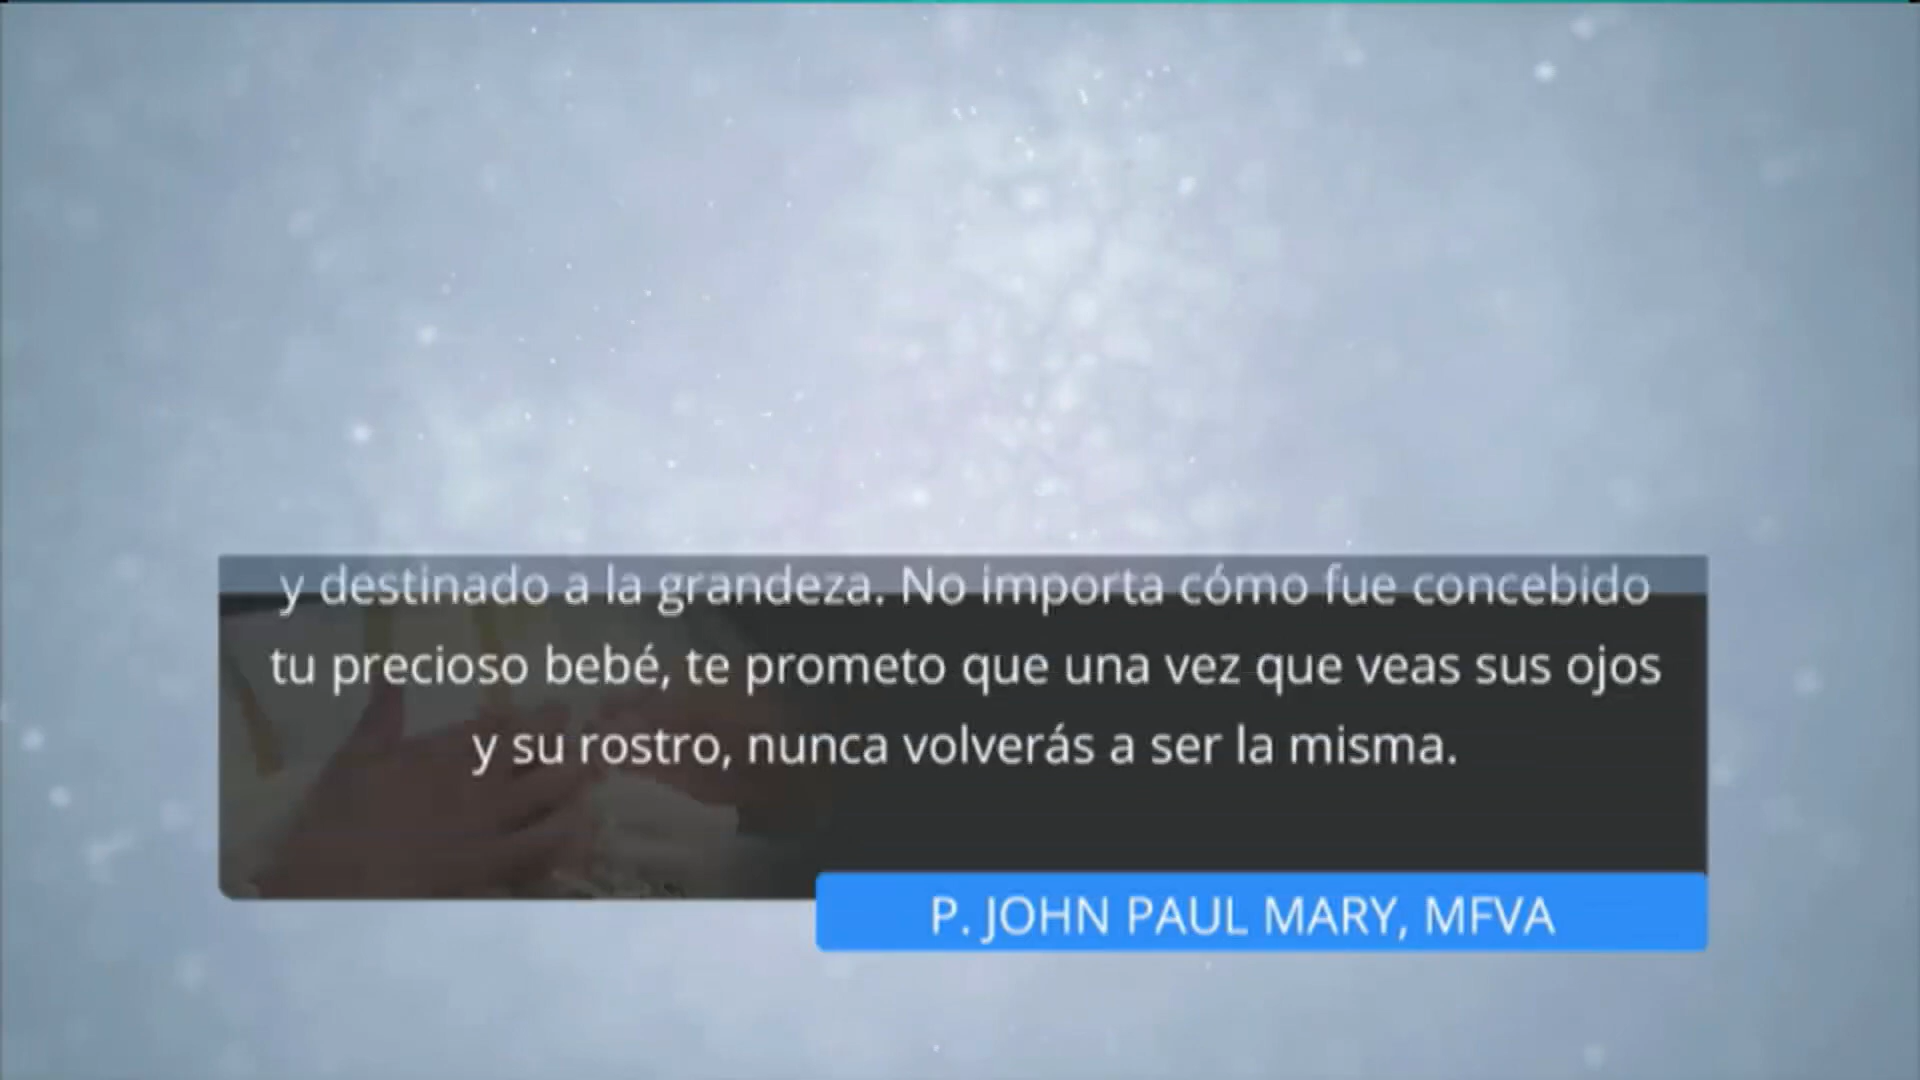 y destinado a la grandeza. No importa cómo fue concebido
tu precioso bebé, te prometo que una vez que veas sus ojos
y su rostro, nunca volverás a ser la misma.
P. JOHN PAUL MARY, MFVA